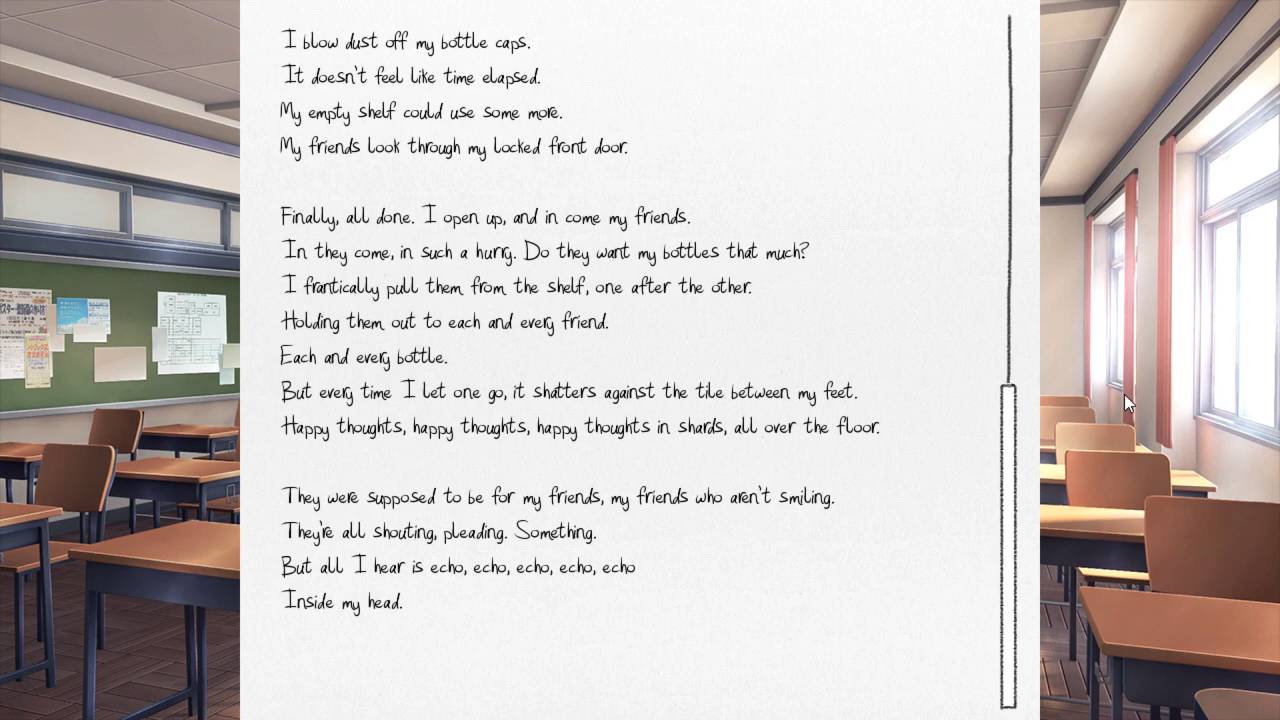 I blow dust off my bottle caps.
It doesn't feel like time elapsed.
My empty shelf could use some more.
My friends look through my locked front door.
Finally, all done. I open up, and in come my friends.
In they come, in such a hurry. Do they want my bottles that much?
I frantically pull them from the shelf, one after the other.
Holding them out to each and every friend.
Each and every bottle.
But every time I let one go, it shatters against the tile between my feet.
Happy thoughts, happy thoughts, happy thoughts in shards, all over the floor.
They were supposed to be for my friends, my friends who aren't smiling.
They're all shouting, pleading. Something.
But all I hear is echo, echo, echo, echo, echo
Inside my head.